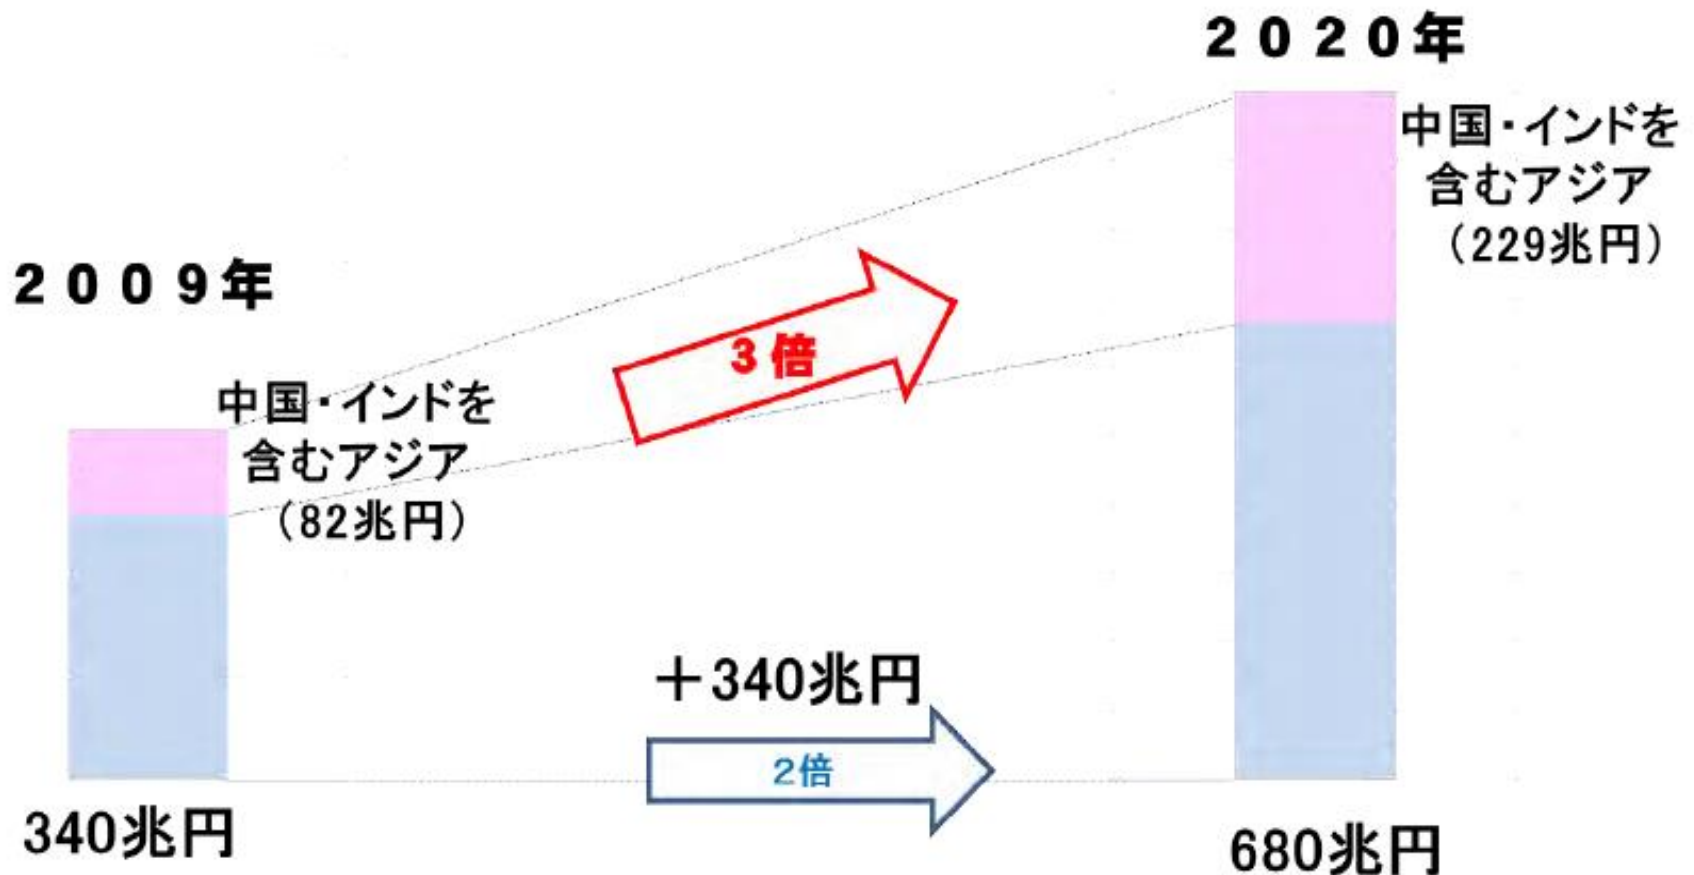 ２０２０年
中国・インドを
含むアジア
（229兆円）
２００９年
中国・インドを
含むアジア
（82兆円）
３倍
＋340兆円
2倍
340兆円
680兆円